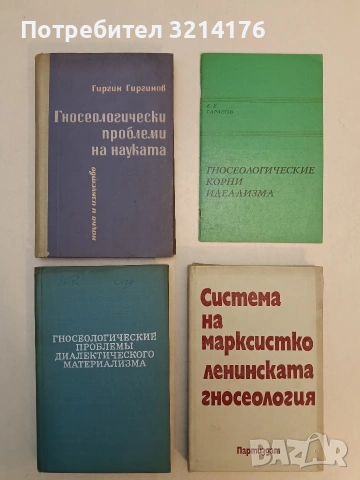 Потребител 3214176
Гиргин Гиргинов
Гносеологически
проблеми
на науката
наука и изкуство
ГНОСЕОЛОГИЧЕСКИЕ
КОРНИ
ИДЕАЛИЗМА
ГНОСЕОЛОГИЧЕСКИЕ
ПРОБЛЕМЫ
ДИАЛЕКТИЧЕСКОГО
МАТЕРИАЛИЗМА
Система
на
марксистко
ленинската
гносеология
Партиздат
BAZAR